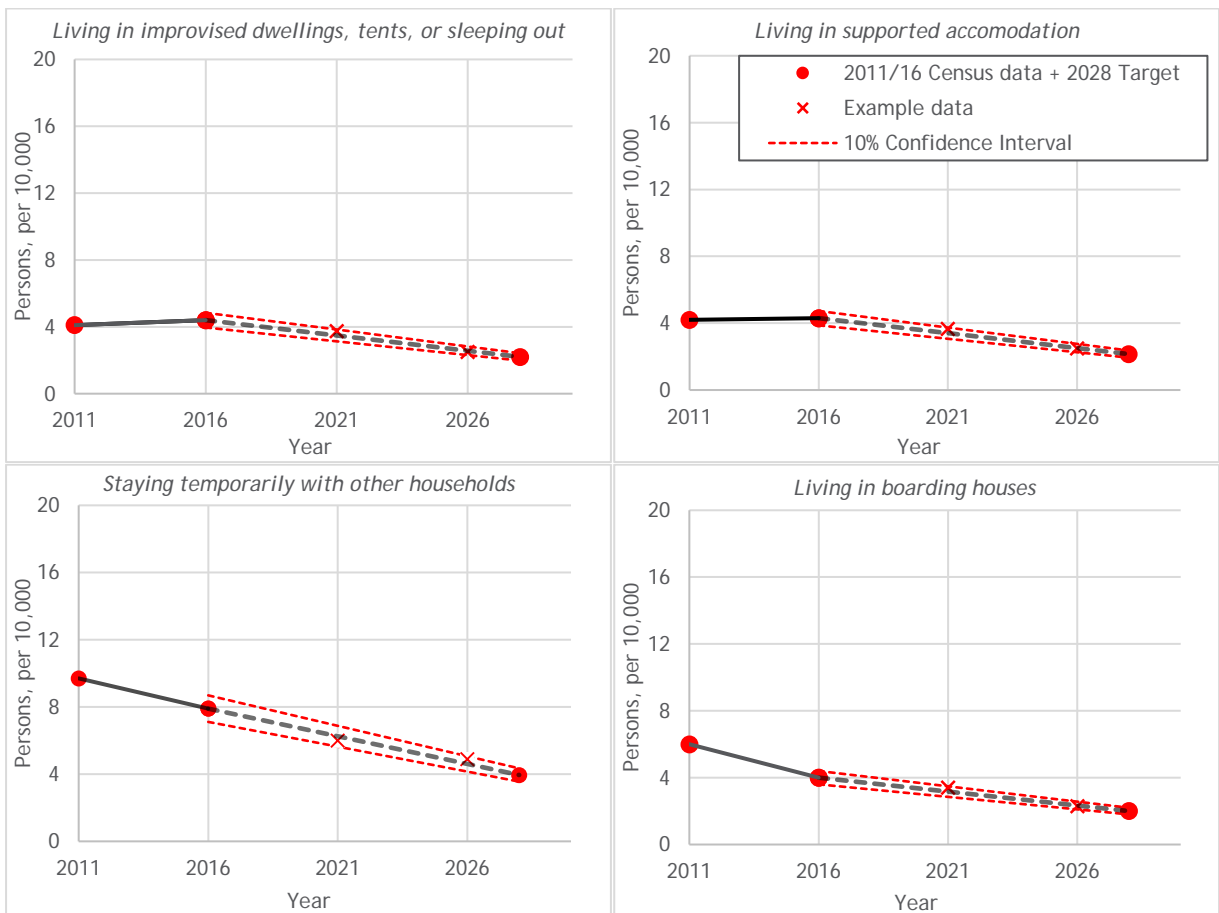 Living in improvised dwellings, tents, or sleeping out
20
16
12
8
4
0
Persons, per 10,000
2011
2016
2021
2026
Year
Living in supported accomodation
20
16
12
8
4
0
Persons, per 10,000
2011/16 Census data + 2028 Target
Example data
10% Confidence Interval
2011
2016
2021
2026
Year
Staying temporarily with other households
20
16
12
8
4
0
Persons, per 10,000
2011
2016
2021
2026
Year
Living in boarding houses
20
16
12
8
4
0
Persons, per 10,000
2011
2016
2021
2026
Year